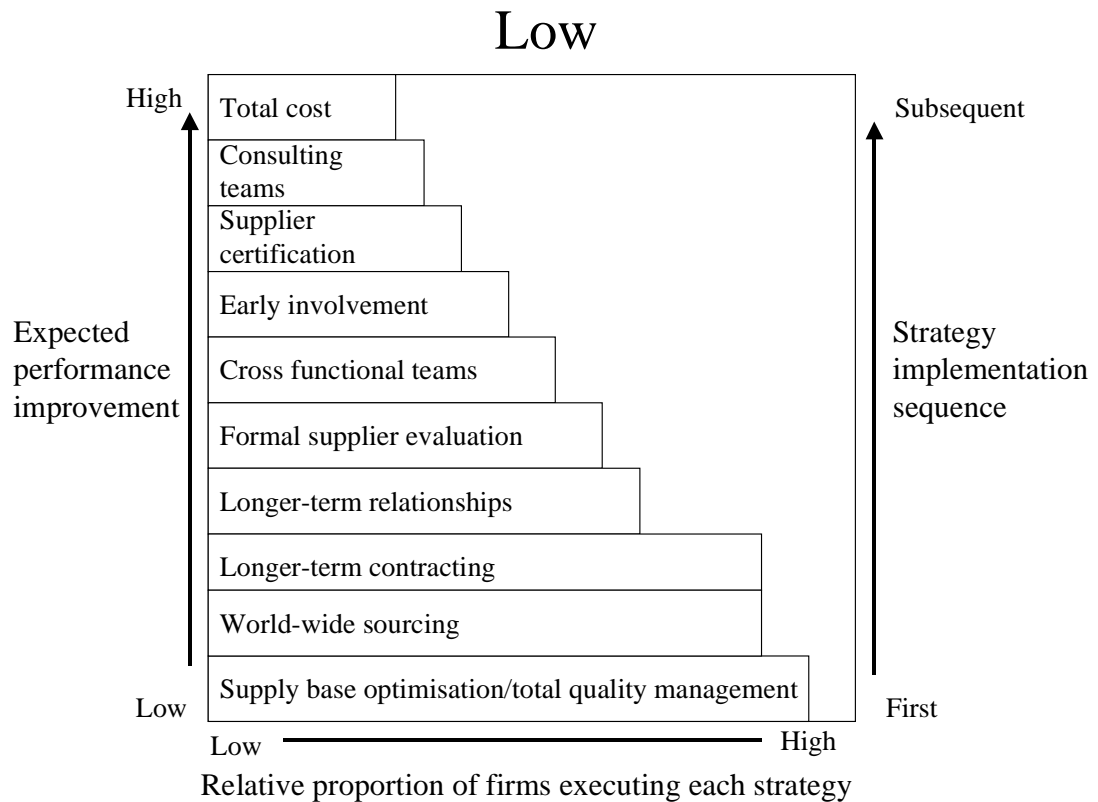 Low
High
Subsequent
Total cost
Consulting
teams
Supplier
certification
Early involvement
Expected
performance
improvement
Strategy
implementation
sequence
Cross functional teams
Formal supplier evaluation
Longer-term relationships
Longer-term contracting
World-wide sourcing
Supply base optimisation/total quality management
Low
First
Low
High
Relative proportion of firms executing each strategy